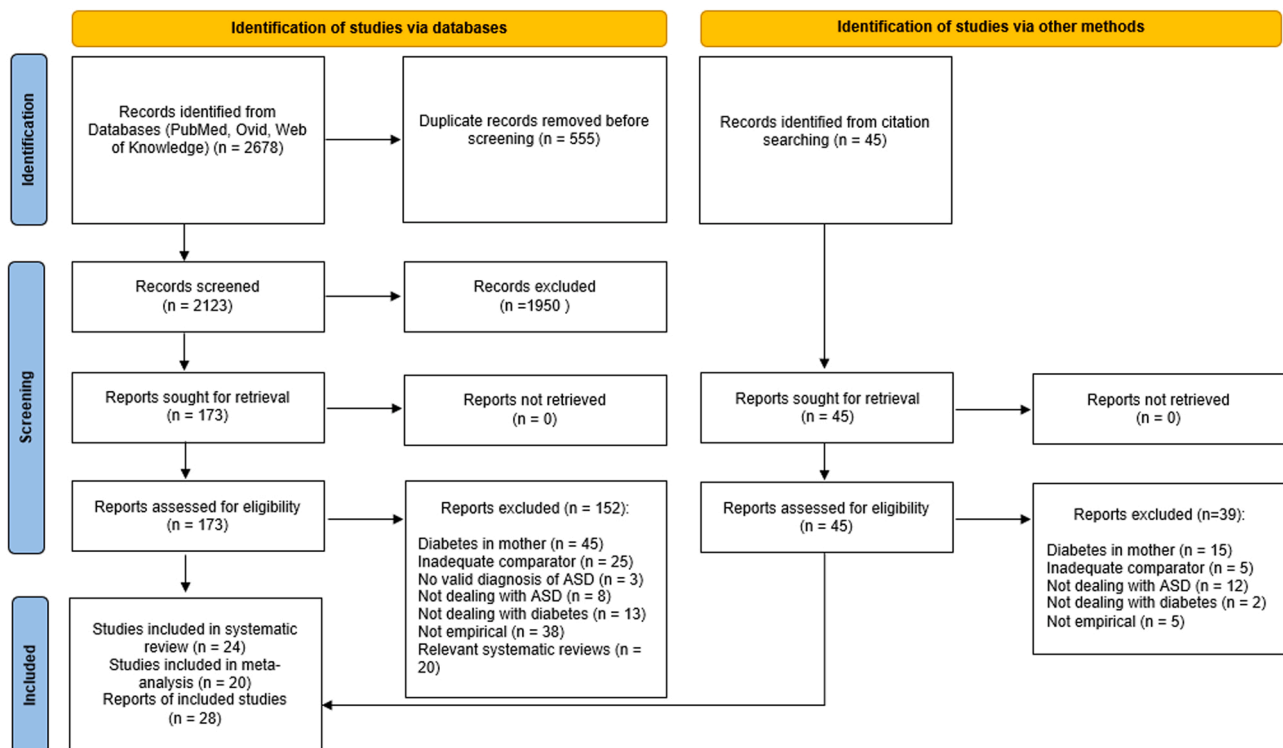 Identification of studies via databases
Identification of studies via other methods
Identification
Records identified from
Databases (PubMed, Ovid, Web
of Knowledge) (n = 2678)
Duplicate records removed before
screening (n = 555)
Records identified from citation
searching (n = 45)
Screening
Records screened
(n = 2123)
Records excluded
(n =1950 )
Reports sought for retrieval
(n = 173)
Reports not retrieved
(n = 0)
Reports sought for retrieval
(n = 45)
Reports not retrieved
(n = 0)
Reports assessed for eligibility
(n = 173)
Reports excluded (n = 152):
Diabetes in mother (n = 45)
Inadequate comparator (n = 25)
No valid diagnosis of ASD (n = 3)
Not dealing with ASD (n = 8)
Not dealing with diabetes (n = 13)
Not empirical (n = 38)
Relevant systematic reviews (n =
20)
Reports assessed for eligibility
(n = 45)
Reports excluded (n=39):
Diabetes in mother (n = 15)
Inadequate comparator (n = 5)
Not dealing with ASD (n = 12)
Not dealing with diabetes (n = 2)
Not empirical (n = 5)
Included
Studies included in systematic
review (n = 24)
Studies included in meta-
analysis (n = 20)
Reports of included studies
(n = 28)